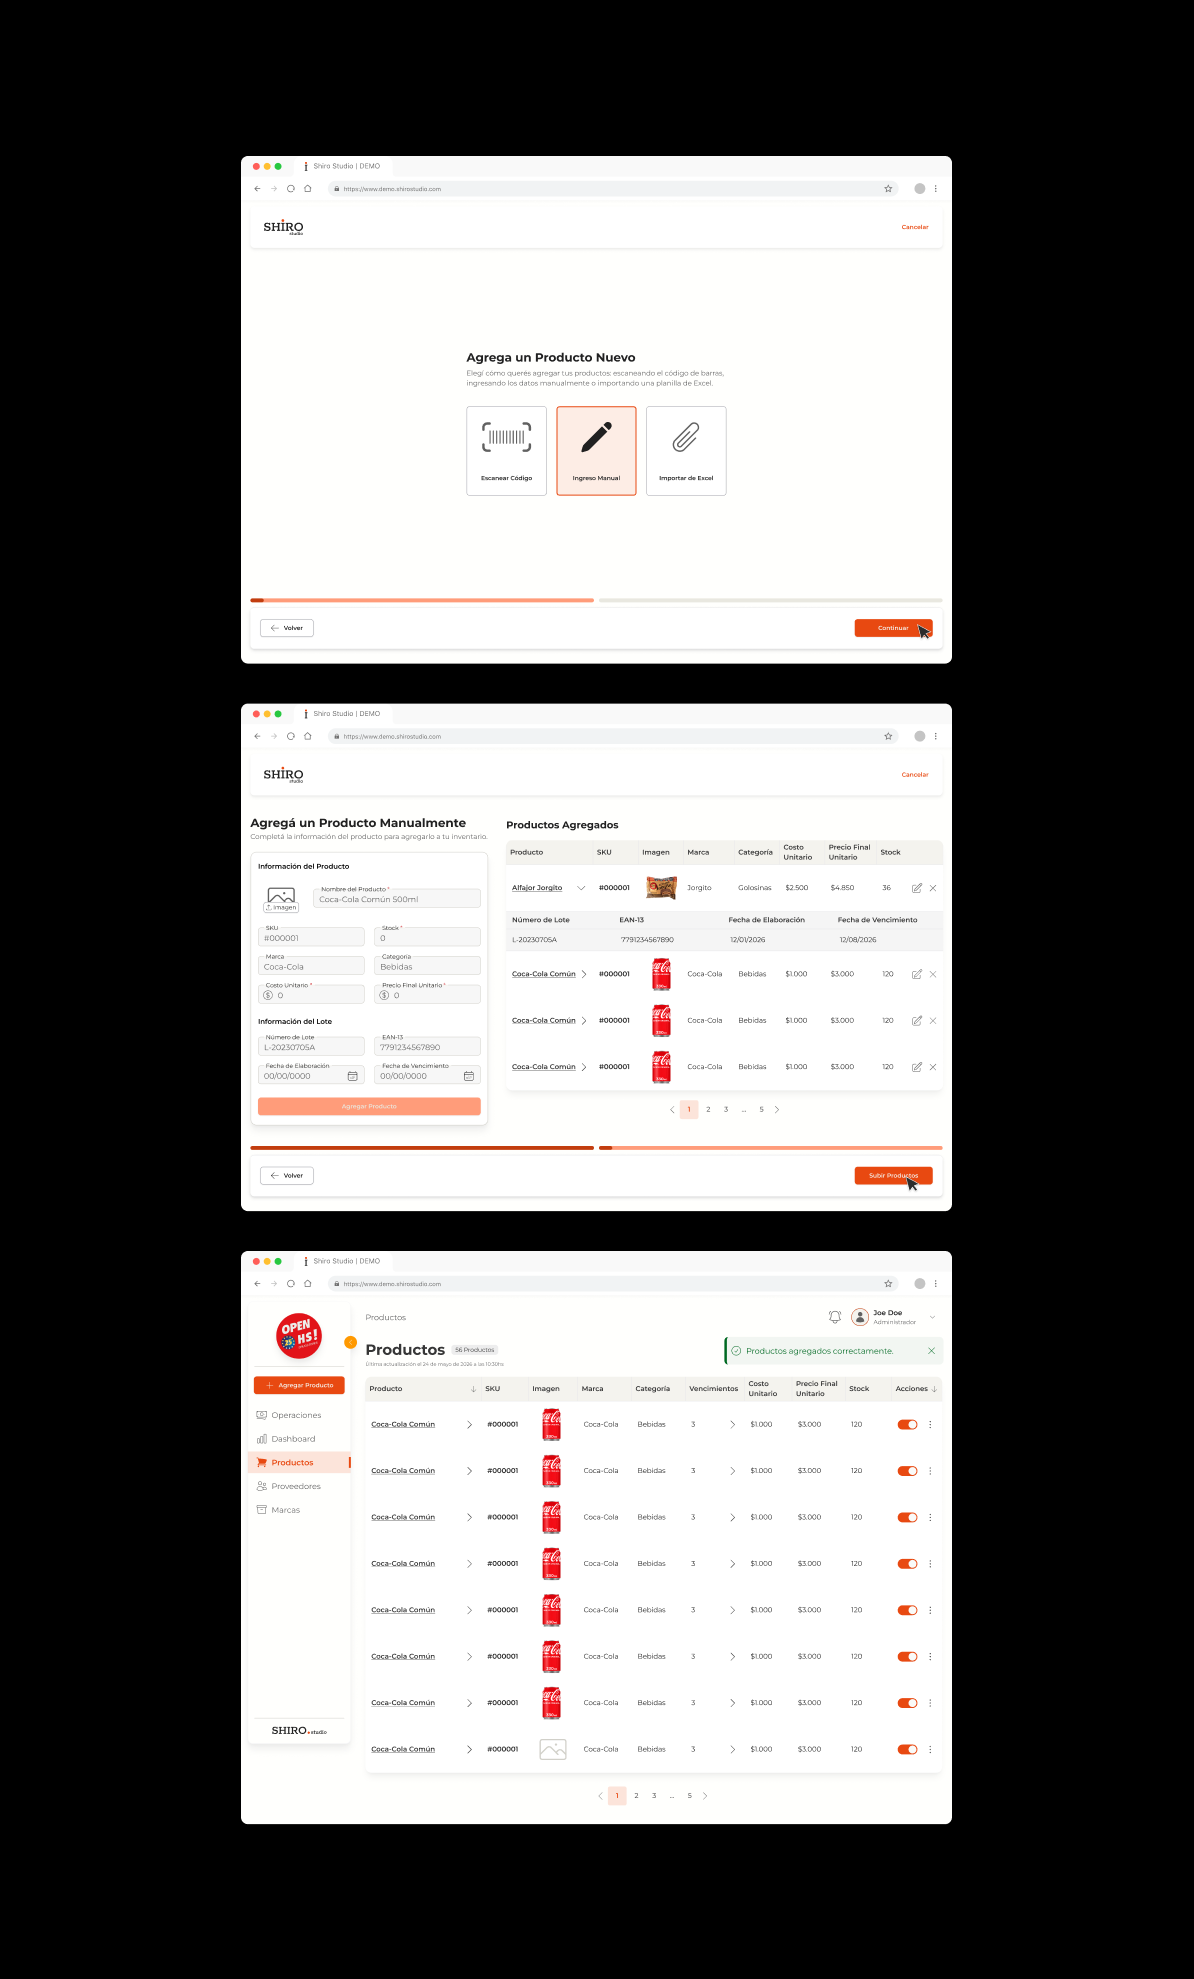 Shiro Studio | DEMO
https://www.demo.shirostudio.com
SHIRO
studio
Cancelar
Agrega un Producto Nuevo
Elegí cómo querés agregar tus productos: escaneando el código de barras,
ingresando los datos manualmente o importando una planilla de Excel.
Escanear Código
Ingreso Manual
Importar de Excel
Volver
Continuar
Shiro Studio | DEMO
https://www.demo.shirostudio.com
SHIRO
studio
Cancelar
Agregá un Producto Manualmente
Completá la información del producto para agregarlo a tu inventario.
Información del Producto
Imagen
Nombre del Producto *
Coca-Cola Común 500ml
SKU
#000001
Stock *
0
Marca
Coca-Cola
Categoría
Bebidas
Costo Unitario *
$ 0
Precio Final Unitario *
$ 0
Información del Lote
Número de Lote
L-20230705A
EAN-13
7791234567890
Fecha de Elaboración
00/00/0000
Fecha de Vencimiento
00/00/0000
Agregar Producto
Productos Agregados
Producto SKU Imagen Marca Categoría Costo Unitario Precio Final Unitario Stock
Alfajor Jorgito #000001 Jorgito Golosinas $2.500 $4.850 36
Número de Lote EAN-13 Fecha de Elaboración Fecha de Vencimiento
L-20230705A 7791234567890 12/01/2026 12/08/2026
Coca-Cola Común #000001 Coca-Cola Bebidas $1.000 $3.000 120
Coca-Cola Común #000001 Coca-Cola Bebidas $1.000 $3.000 120
Coca-Cola Común #000001 Coca-Cola Bebidas $1.000 $3.000 120
1 2 3 ... 5
Volver
Subir Productos
Shiro Studio | DEMO
https://www.demo.shirostudio.com
OPEN
25
HS!
Agregar Producto
Operaciones
Dashboard
Productos
Proveedores
Marcas
SHIRO studio
Productos
Joe Doe
Administrador
Productos
56 Productos
Última actualización el 24 de mayo de 2026 a las 10:30hs
Productos agregados correctamente.
Producto SKU Imagen Marca Categoría Vencimientos Costo Unitario Precio Final Unitario Stock Acciones
Coca-Cola Común #000001 Coca-Cola Bebidas 3 $1.000 $3.000 120
Coca-Cola Común #000001 Coca-Cola Bebidas 3 $1.000 $3.000 120
Coca-Cola Común #000001 Coca-Cola Bebidas 3 $1.000 $3.000 120
Coca-Cola Común #000001 Coca-Cola Bebidas 3 $1.000 $3.000 120
Coca-Cola Común #000001 Coca-Cola Bebidas 3 $1.000 $3.000 120
Coca-Cola Común #000001 Coca-Cola Bebidas 3 $1.000 $3.000 120
Coca-Cola Común #000001 Coca-Cola Bebidas 3 $1.000 $3.000 120
Coca-Cola Común #000001 Coca-Cola Bebidas 3 $1.000 $3.000 120
1 2 3 ... 5